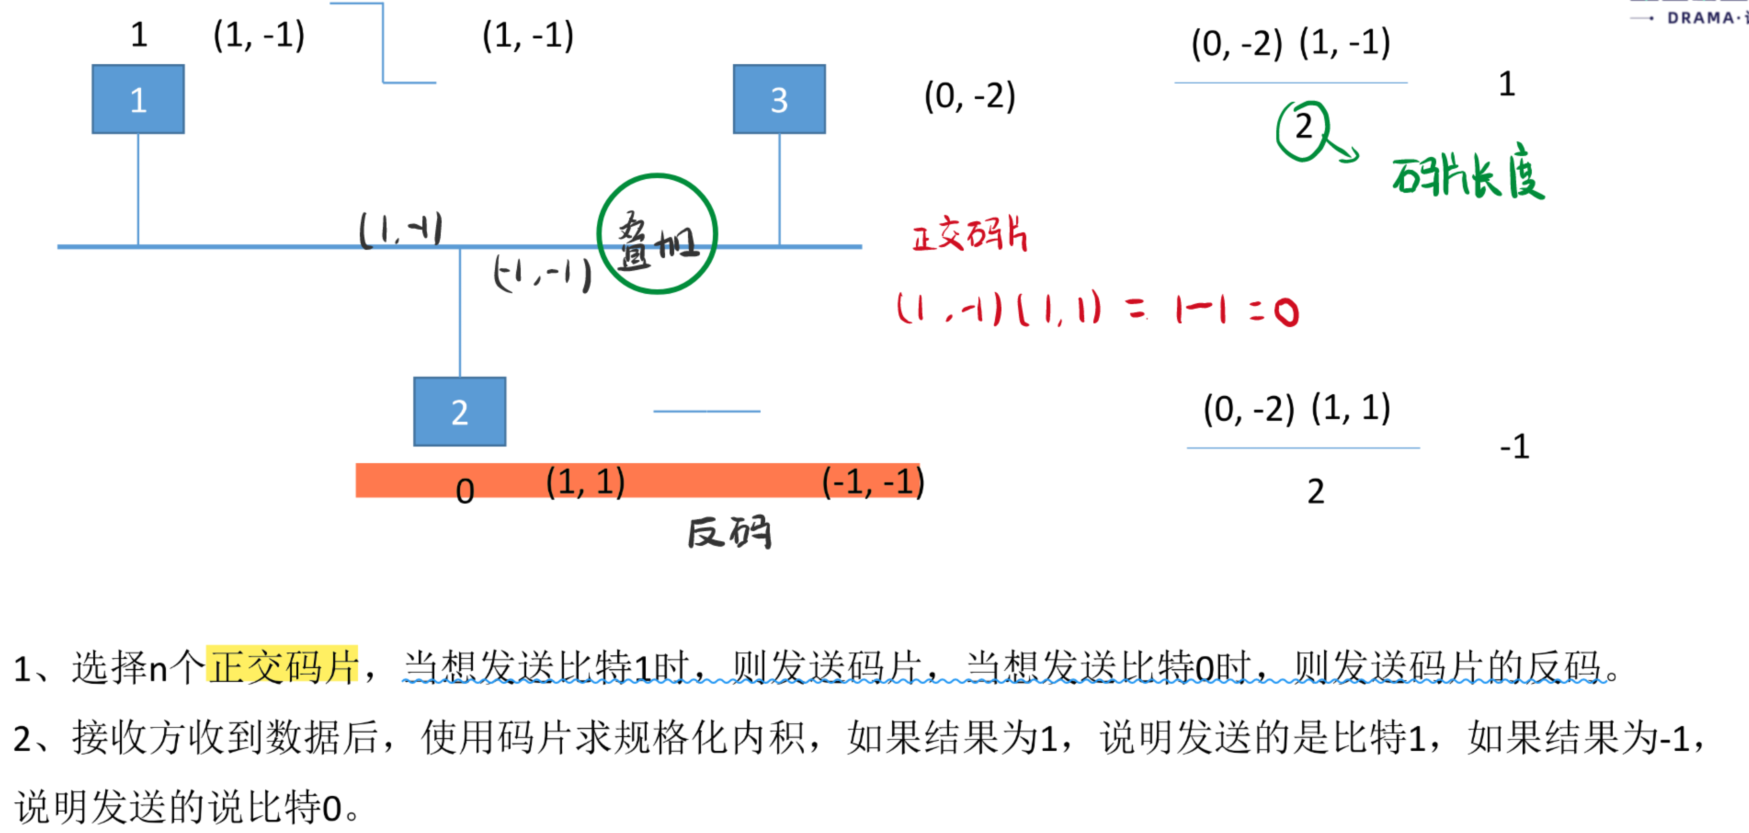 DRAMA·
1 (1, -1) (1, -1) (0, -2) (1, -1)
1 3 (0, -2) 2 1
码片长度
(1,-1) 叠加 正交码片
(-1,-1)
(1,-1)(1,1) = 1-1=0
2 (0, -2) (1, 1)
-1
0 (1, 1) (-1, -1) 2
反码
1、选择n个正交码片，当想发送比特1时，则发送码片，当想发送比特0时，则发送码片的反码。
2、接收方收到数据后，使用码片求规格化内积，如果结果为1，说明发送的是比特1，如果结果为-1，
说明发送的说比特0。